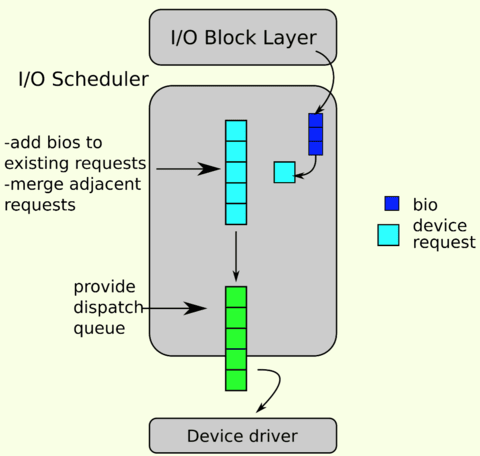 I/O Block Layer
I/O Scheduler
-add bios to
existing requests
-merge adjacent
requests
bio
device
request
provide
dispatch
queue
Device driver